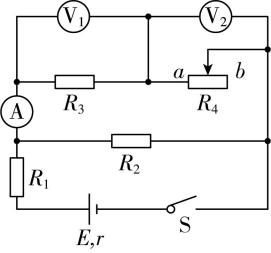 V₁ V₂
a b
R₃ R₄
A
R₂
R₁
E,r S